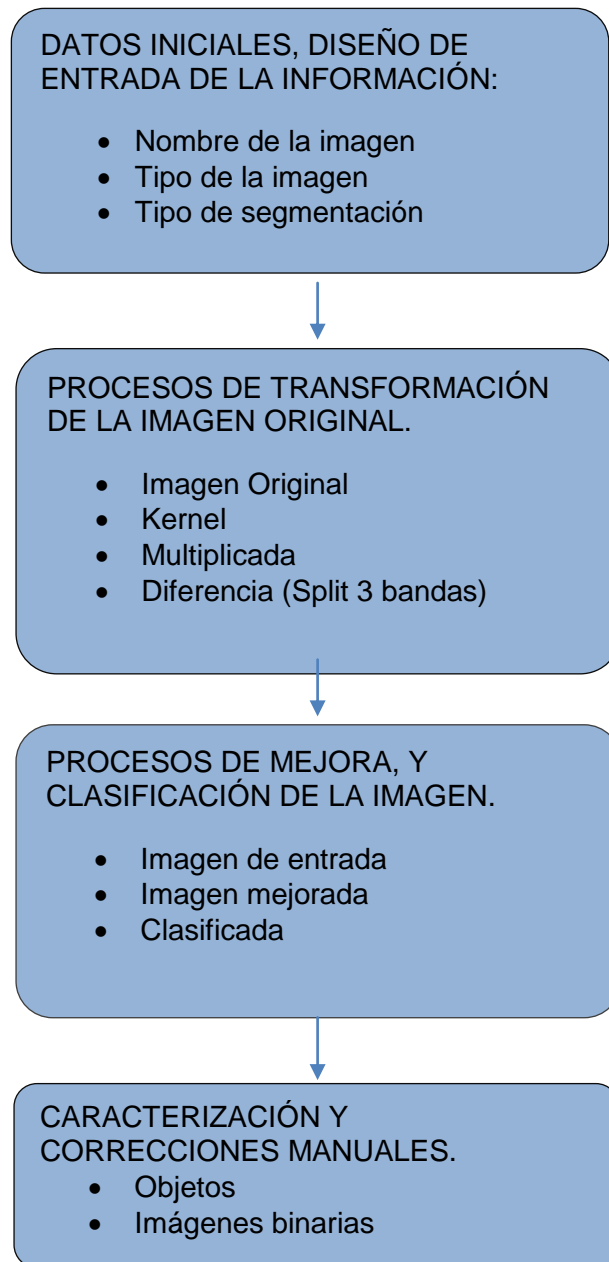 DATOS INICIALES, DISEÑO DE
ENTRADA DE LA INFORMACIÓN:
• Nombre de la imagen
• Tipo de la imagen
• Tipo de segmentación
PROCESOS DE TRANSFORMACIÓN
DE LA IMAGEN ORIGINAL.
• Imagen Original
• Kernel
• Multiplicada
• Diferencia (Split 3 bandas)
PROCESOS DE MEJORA, Y
CLASIFICACIÓN DE LA IMAGEN.
• Imagen de entrada
• Imagen mejorada
• Clasificada
CARACTERIZACIÓN Y
CORRECCIONES MANUALES.
• Objetos
• Imágenes binarias